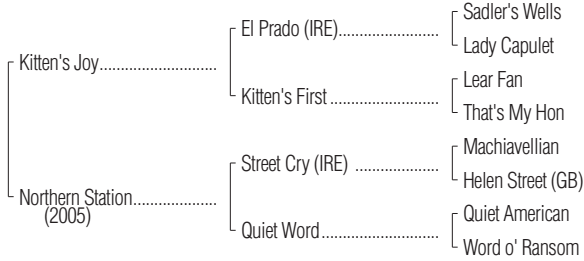 Sadler's Wells
El Prado (IRE)........................
Lady Capulet
Kitten's Joy............................
Lear Fan
Kitten's First ..........................
That's My Hon
Machiavellian
Street Cry (IRE) ....................
Helen Street (GB)
Northern Station....................
(2005)
Quiet American
Quiet Word............................
Word o' Ransom